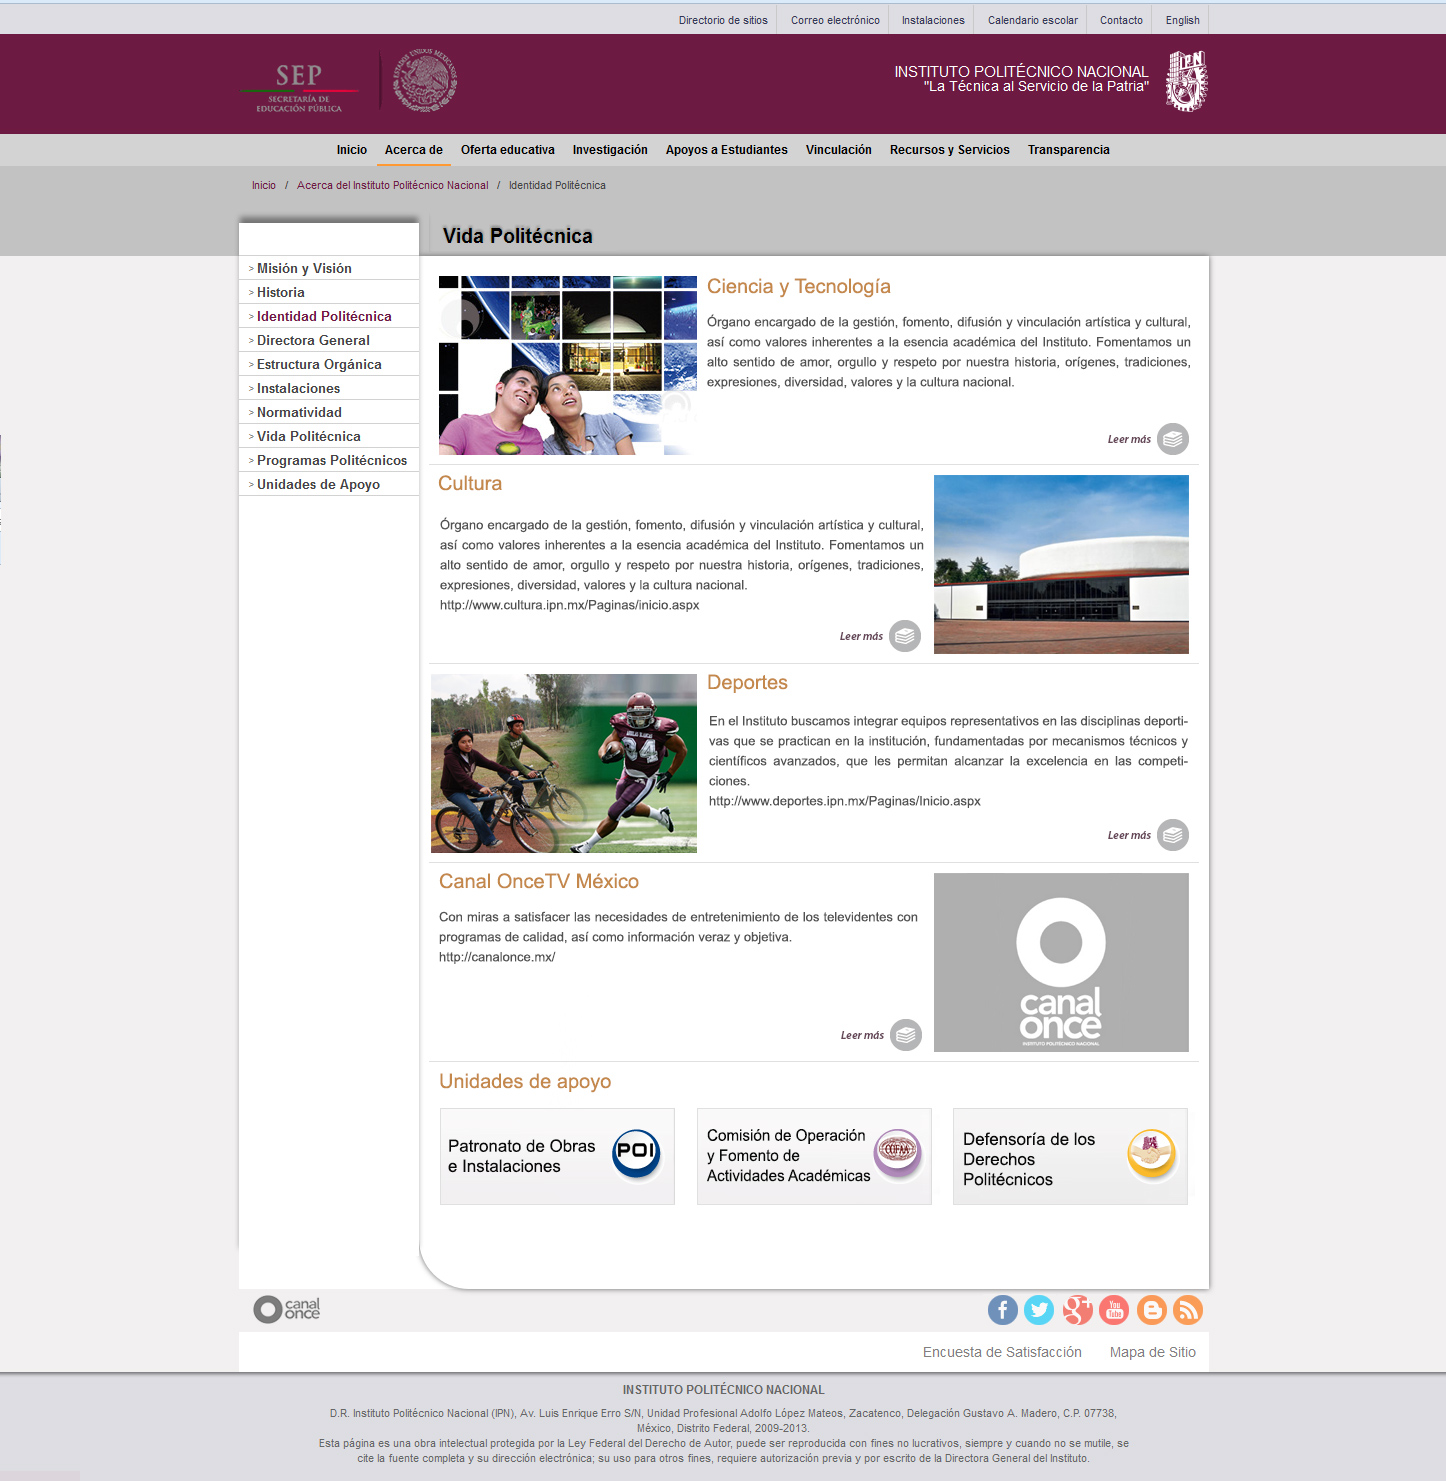 Directorio de sitios
Correo electrónico
Instalaciones
Calendario escolar
Contacto
English
SEP
SECRETARÍA DE
EDUCACIÓN PÚBLICA
ESTADOS UNIDOS MEXICANOS
INSTITUTO POLITÉCNICO NACIONAL
"La Técnica al Servicio de la Patria"
IPN
Inicio
Acerca de
Oferta educativa
Investigación
Apoyos a Estudiantes
Vinculación
Recursos y Servicios
Transparencia
Inicio / Acerca del Instituto Politécnico Nacional / Identidad Politécnica
Vida Politécnica
> Misión y Visión
> Historia
> Identidad Politécnica
> Directora General
> Estructura Orgánica
> Instalaciones
> Normatividad
> Vida Politécnica
> Programas Politécnicos
> Unidades de Apoyo
Ciencia y Tecnología
Órgano encargado de la gestión, fomento, difusión y vinculación artística y cultural,
así como valores inherentes a la esencia académica del Instituto. Fomentamos un
alto sentido de amor, orgullo y respeto por nuestra historia, orígenes, tradiciones,
expresiones, diversidad, valores y la cultura nacional.
Leer más
Cultura
Órgano encargado de la gestión, fomento, difusión y vinculación artística y cultural,
así como valores inherentes a la esencia académica del Instituto. Fomentamos un
alto sentido de amor, orgullo y respeto por nuestra historia, orígenes, tradiciones,
expresiones, diversidad, valores y la cultura nacional.
http://www.cultura.ipn.mx/Paginas/inicio.aspx
Leer más
34
Deportes
En el Instituto buscamos integrar equipos representativos en las disciplinas deporti-
vas que se practican en la institución, fundamentadas por mecanismos técnicos y
científicos avanzados, que les permitan alcanzar la excelencia en las competi-
ciones.
http://www.deportes.ipn.mx/Paginas/Inicio.aspx
Leer más
Canal OnceTV México
Con miras a satisfacer las necesidades de entretenimiento de los televidentes con
programas de calidad, así como información veraz y objetiva.
http://canalonce.mx/
Leer más
canal
once
INSTITUTO POLITÉCNICO NACIONAL
Unidades de apoyo
Patronato de Obras
e Instalaciones
POI
Comisión de Operación
y Fomento de
Actividades Académicas
COFAA
Defensoría de los
Derechos
Politécnicos
canal
once
You
Tube
Encuesta de Satisfacción
Mapa de Sitio
INSTITUTO POLITÉCNICO NACIONAL
D.R. Instituto Politécnico Nacional (IPN), Av. Luis Enrique Erro S/N, Unidad Profesional Adolfo López Mateos, Zacatenco, Delegación Gustavo A. Madero, C.P. 07738,
México, Distrito Federal, 2009-2013.
Esta página es una obra intelectual protegida por la Ley Federal del Derecho de Autor, puede ser reproducida con fines no lucrativos, siempre y cuando no se mutile, se
cite la fuente completa y su dirección electrónica; su uso para otros fines, requiere autorización previa y por escrito de la Directora General del Instituto.